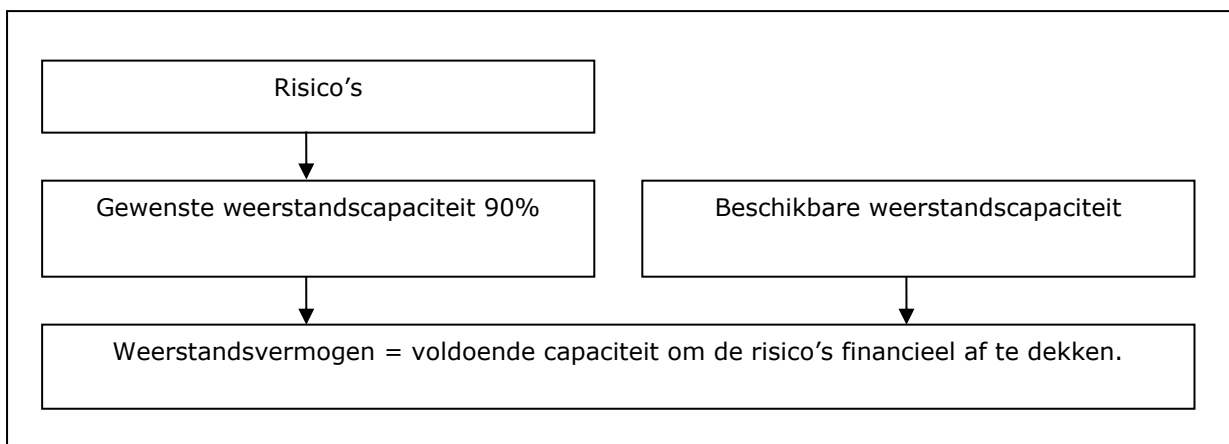 Risico’s
Gewenste weerstandscapaciteit 90%
Beschikbare weerstandscapaciteit
Weerstandsvermogen = voldoende capaciteit om de risico’s financieel af te dekken.